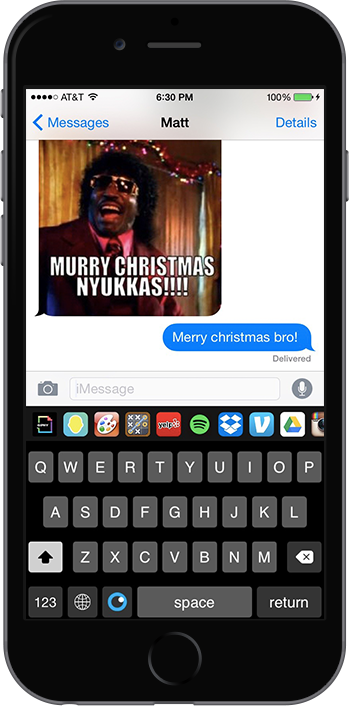 AT&T 6:30 PM 100%
Messages Matt Details
MURRY CHRISTMAS
NYUKKAS!!!!
Merry christmas bro!
Delivered
iMessage
yelp
Q W E R T Y U I O P
A S D F G H J K L
Z X C V B N M
123 space return